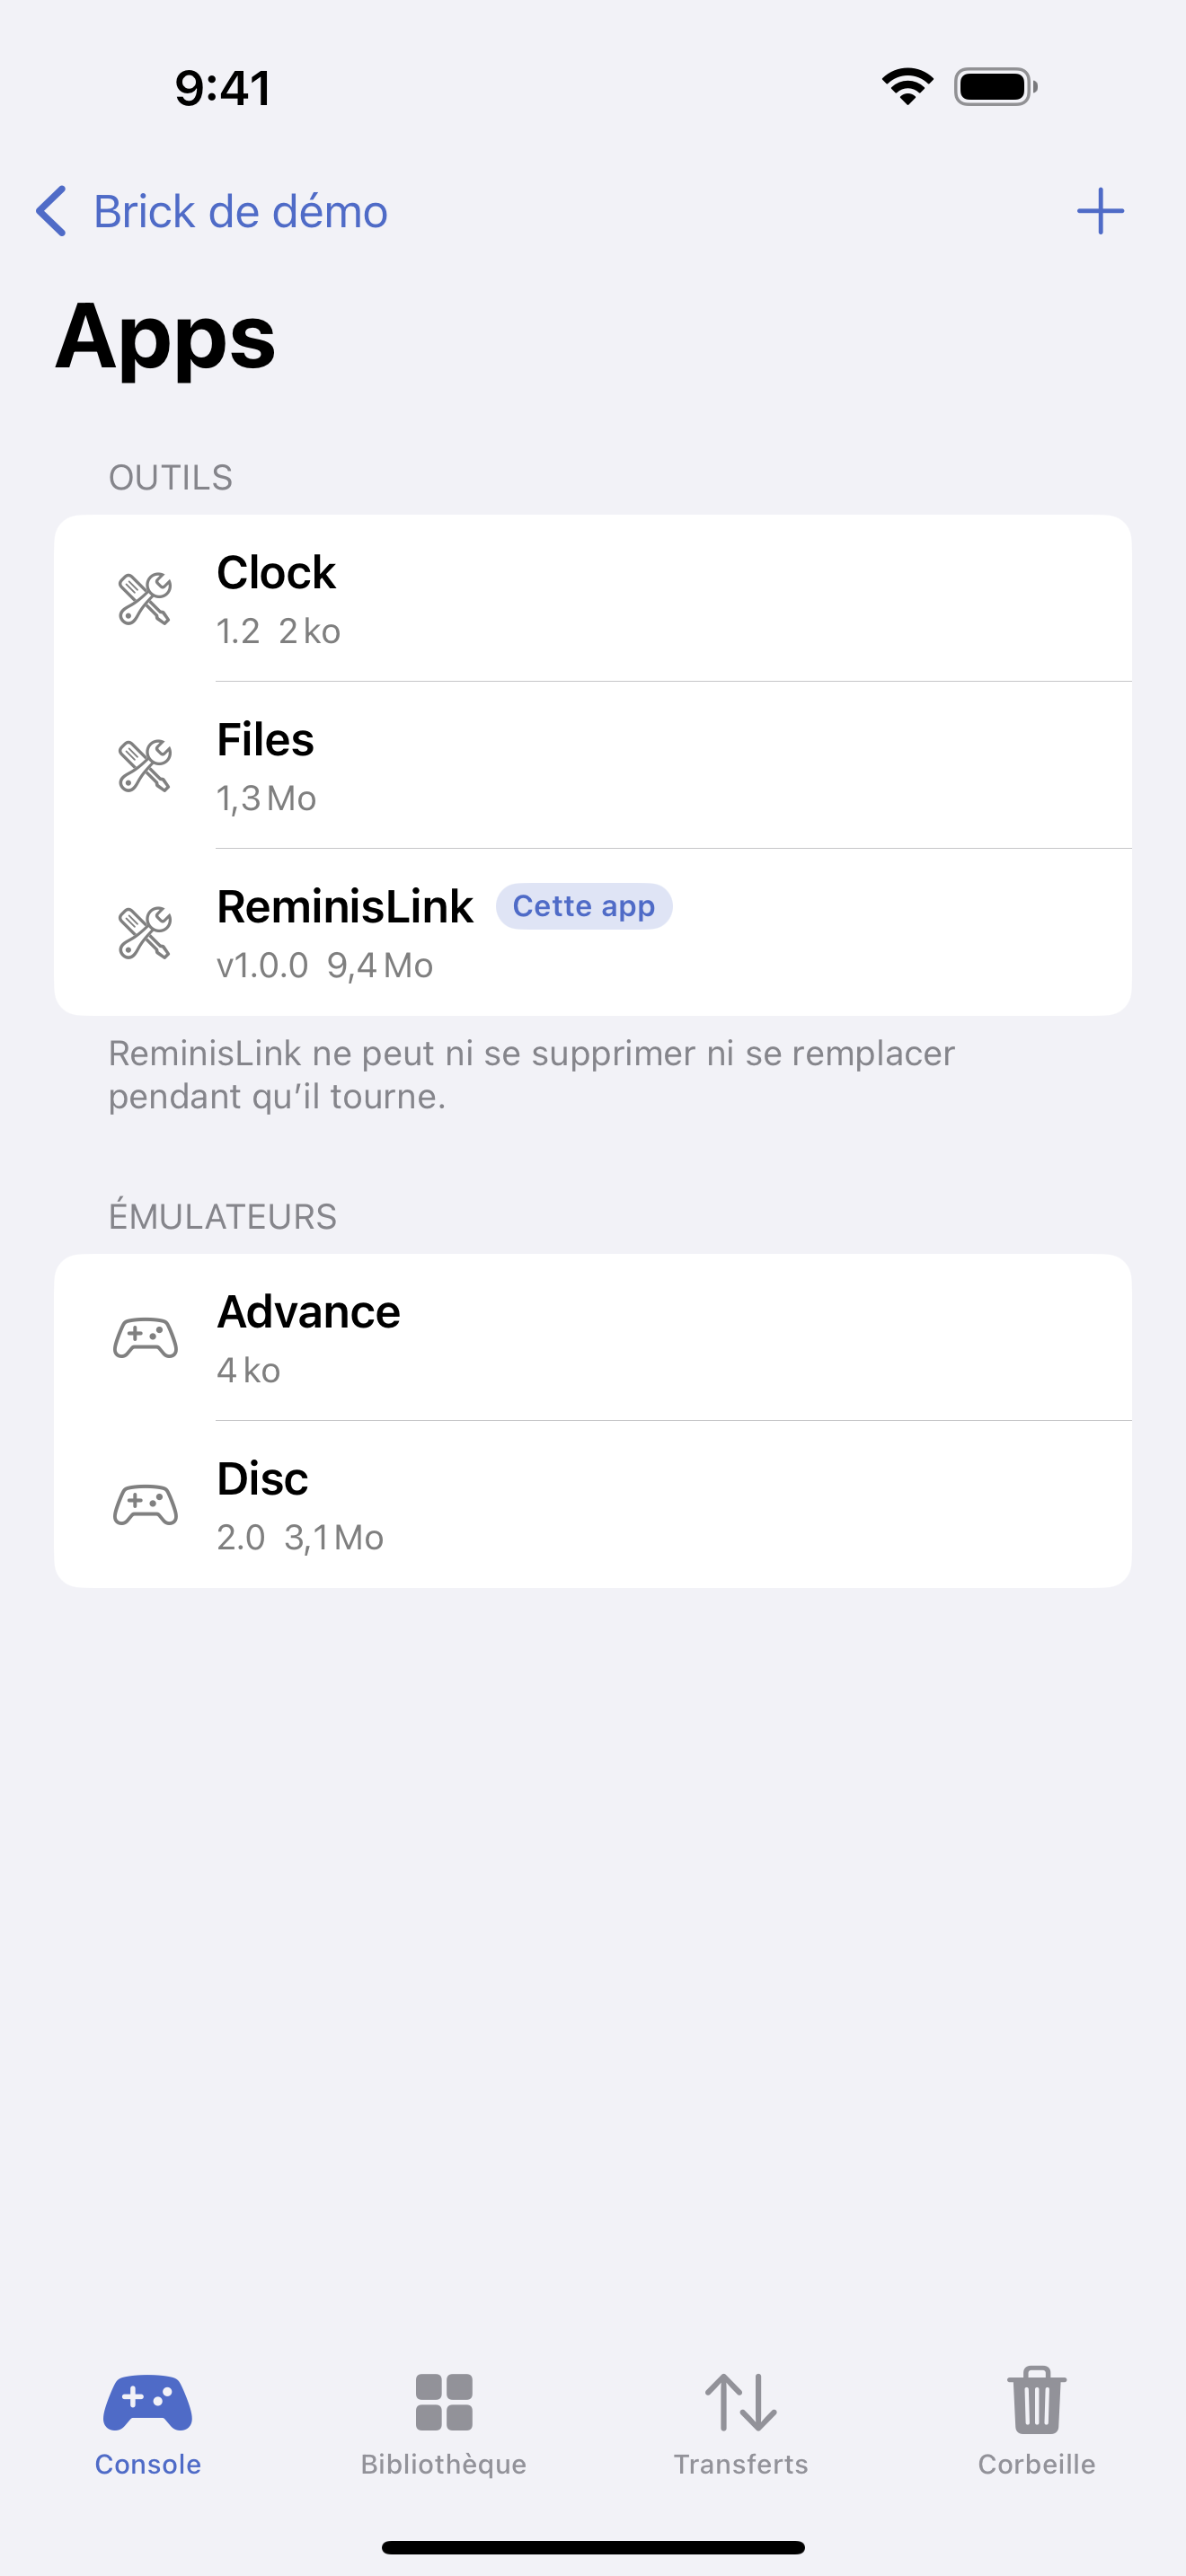 9:41
Brick de démo
Apps
OUTILS
Clock
1.2 2 ko
Files
1,3 Mo
ReminisLink Cette app
v1.0.0 9,4 Mo
ReminisLink ne peut ni se supprimer ni se remplacer
pendant qu’il tourne.
ÉMULATEURS
Advance
4 ko
Disc
2.0 3,1 Mo
Console Bibliothèque Transferts Corbeille